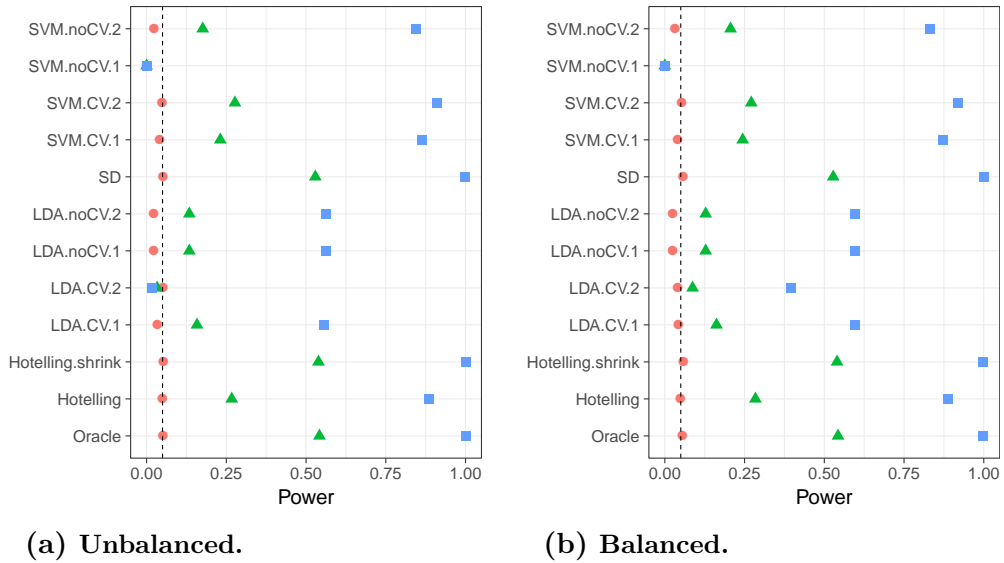 SVM.noCV.2
SVM.noCV.1
SVM.CV.2
SVM.CV.1
SD
LDA.noCV.2
LDA.noCV.1
LDA.CV.2
LDA.CV.1
Hotelling.shrink
Hotelling
Oracle
0.00 0.25 0.50 0.75 1.00
Power
(a) Unbalanced.
SVM.noCV.2
SVM.noCV.1
SVM.CV.2
SVM.CV.1
SD
LDA.noCV.2
LDA.noCV.1
LDA.CV.2
LDA.CV.1
Hotelling.shrink
Hotelling
Oracle
0.00 0.25 0.50 0.75 1.00
Power
(b) Balanced.